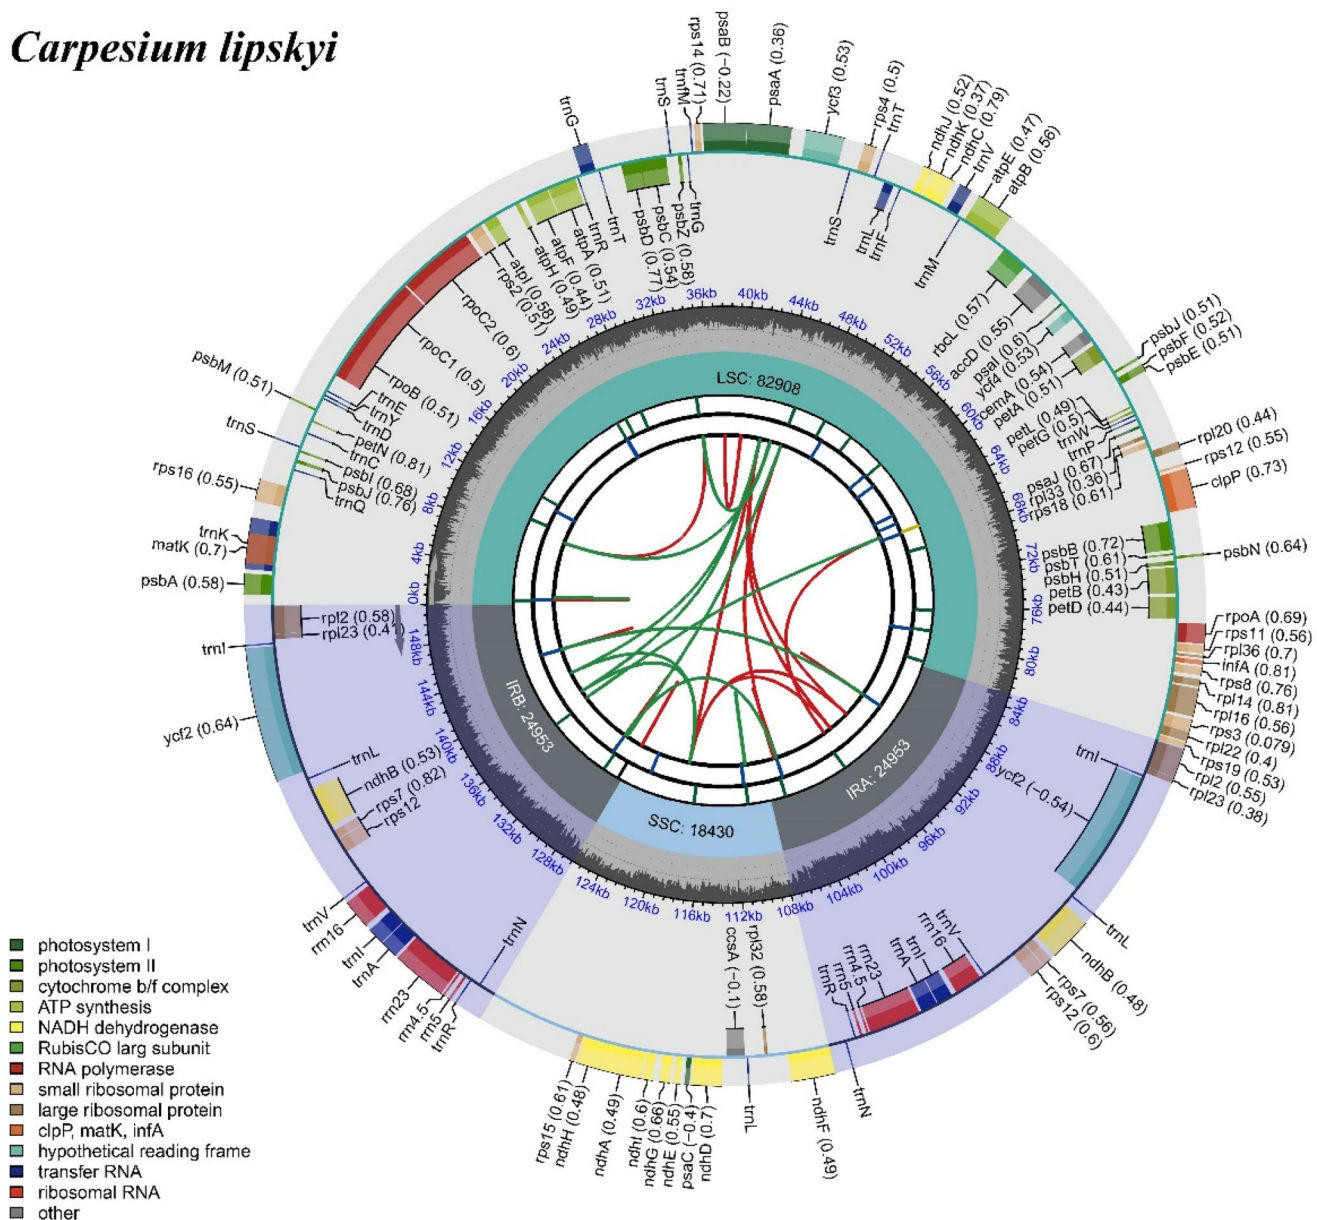 Carpesium lipskyi
trnG
trnS
trnfM
rps14 (0.71)
psaB (−0.22)
psaA (0.36)
ycf3 (0.53)
rps4 (0.5)
trnT
ndhJ (0.52)
ndhK (0.37)
ndhC (0.79)
trnV
atpE (0.47)
atpB (0.56)
psbJ (0.51)
psbF (0.52)
psbE (0.51)
rpl20 (0.44)
rps12 (0.55)
clpP (0.73)
psbN (0.64)
rpoA (0.69)
rps11 (0.56)
rpl36 (0.7)
infA (0.81)
rps8 (0.76)
rpl14 (0.81)
rpl16 (0.56)
rps3 (0.079)
rpl22 (0.4)
rps19 (0.53)
rpl2 (0.55)
rpl23 (0.38)
trnS
trnL
trnF
trnM
rbcL (0.57)
accD (0.55)
psaI (0.6)
ycf4 (0.53)
cemA (0.54)
petA (0.51)
petL (0.49)
petG (0.57)
trnW
trnP
psaJ (0.67)
rpl33 (0.36)
rps18 (0.61)
psbB (0.72)
psbT (0.61)
psbH (0.51)
petB (0.43)
petD (0.44)
trnG
psbZ (0.58)
psbC (0.54)
psbD (0.77)
trnT
trnR
atpA (0.51)
atpF (0.44)
atpH (0.49)
atpI (0.58)
rps2 (0.51)
rpoC2 (0.6)
rpoC1 (0.5)
rpoB (0.51)
trnE
trnY
trnD
petN (0.81)
trnC
psbI (0.68)
psbJ (0.76)
trnQ
psbM (0.51)
trnS
rps16 (0.55)
trnK
matK (0.7)
psbA (0.58)
rpl2 (0.58)
rpl23 (0.41)
trnI
ycf2 (0.64)
trnL
ndhB (0.53)
rps7 (0.82)
rps12
trnV
rrn16
trnI
trnA
rrn23
rrn4.5
rrn5
trnR
trnN
rps15 (0.61)
ndhH (0.48)
ndhA (0.49)
ndhI (0.6)
ndhG (0.66)
ndhE (0.55)
psaC (−0.4)
ndhD (0.7)
ccsA (−0.1)
rpl32 (0.58)
trnL
ndhF (0.49)
trnN
trnR
rrn5
rrn4.5
rrn23
trnA
trnI
rrn16
trnV
rps12 (0.6)
rps7 (0.56)
ndhB (0.48)
trnL
ycf2 (−0.54)
trnI
0kb
4kb
8kb
12kb
16kb
20kb
24kb
28kb
32kb
36kb
40kb
44kb
48kb
52kb
56kb
60kb
64kb
68kb
72kb
76kb
80kb
84kb
88kb
92kb
96kb
100kb
104kb
108kb
112kb
116kb
120kb
124kb
128kb
132kb
136kb
140kb
144kb
148kb
LSC: 82908
IRB: 24953
IRA: 24953
SSC: 18430
photosystem I
photosystem II
cytochrome b/f complex
ATP synthesis
NADH dehydrogenase
RubisCO larg subunit
RNA polymerase
small ribosomal protein
large ribosomal protein
clpP, matK, infA
hypothetical reading frame
transfer RNA
ribosomal RNA
other